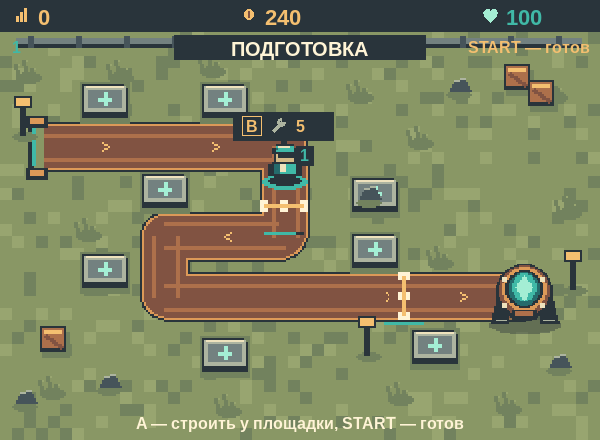 0 240 100
ПОДГОТОВКА
START — готов
B 5
1
A — строить у площадки, START — готов